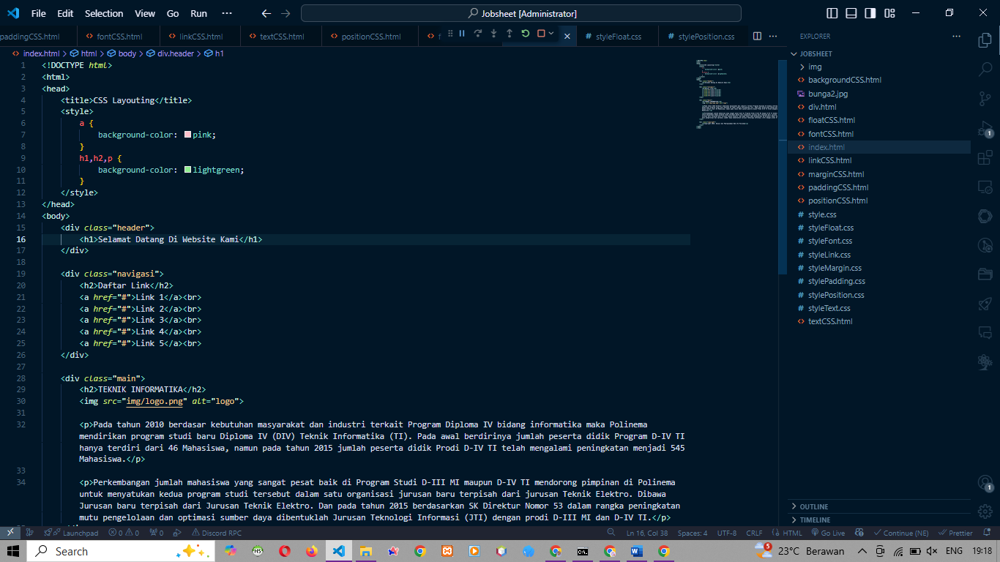 File Edit Selection View Go Run ··· Jobsheet [Administrator]
paddingCSS.html fontCSS.html linkCSS.html textCSS.html positionCSS.html f styleFloat.css stylePosition.css
index.html > html > body > div.header > h1
1 <!DOCTYPE html>
2 <html>
3 <head>
4 <title>CSS Layouting</title>
5 <style>
6 a {
7 background-color: pink;
8 }
9 h1,h2,p {
10 background-color: lightgreen;
11 }
12 </style>
13 </head>
14 <body>
15 <div class="header">
16 <h1>Selamat Datang Di Website Kami</h1>
17 </div>
18
19 <div class="navigasi">
20 <h2>Daftar Link</h2>
21 <a href="#">Link 1</a><br>
22 <a href="#">Link 2</a><br>
23 <a href="#">Link 3</a><br>
24 <a href="#">Link 4</a><br>
25 <a href="#">Link 5</a><br>
26 </div>
27
28 <div class="main">
29 <h2>TEKNIK INFORMATIKA</h2>
30 <img src="img/logo.png" alt="logo">
31
32 <p>Pada tahun 2010 berdasar kebutuhan masyarakat dan industri terkait Program Diploma IV bidang informatika maka Polinema
mendirikan program studi baru Diploma IV (DIV) Teknik Informatika (TI). Pada awal berdirinya jumlah peserta didik Program D-IV TI
hanya terdiri dari 46 Mahasiswa, namun pada tahun 2015 jumlah peserta didik Prodi D-IV TI telah mengalami peningkatan menjadi 545
Mahasiswa.</p>
33
34 <p>Perkembangan jumlah mahasiswa yang sangat pesat baik di Program Studi D-III MI maupun D-IV TI mendorong pimpinan di Polinema
untuk menyatukan kedua program studi tersebut dalam satu organisasi jurusan baru terpisah dari jurusan Teknik Elektro. Dibawa
Jurusan baru terpisah dari Jurusan Teknik Elektro. Dan pada tahun 2015 berdasarkan SK Direktur Nomor 53 dalam rangka peningkatan
mutu pengelolaan dan optimasi sumber daya dibentuklah Jurusan Teknologi Informasi (JTI) dengan prodi D-III MI dan D-IV TI.</p>
EXPLORER ···
JOBSHEET
img
backgroundCSS.html
bunga2.jpg
div.html
floatCSS.html
fontCSS.html
index.html
linkCSS.html
marginCSS.html
paddingCSS.html
positionCSS.html
style.css
styleFloat.css
styleFont.css
styleLink.css
styleMargin.css
stylePadding.css
stylePosition.css
styleText.css
textCSS.html
OUTLINE
TIMELINE
1
1
Launchpad 0 0 0 Discord RPC Ln 16, Col 38 Spaces: 4 UTF-8 CRLF HTML Go Live Continue (NE) Prettier
Search 5 23°C Berawan ENG 19:18